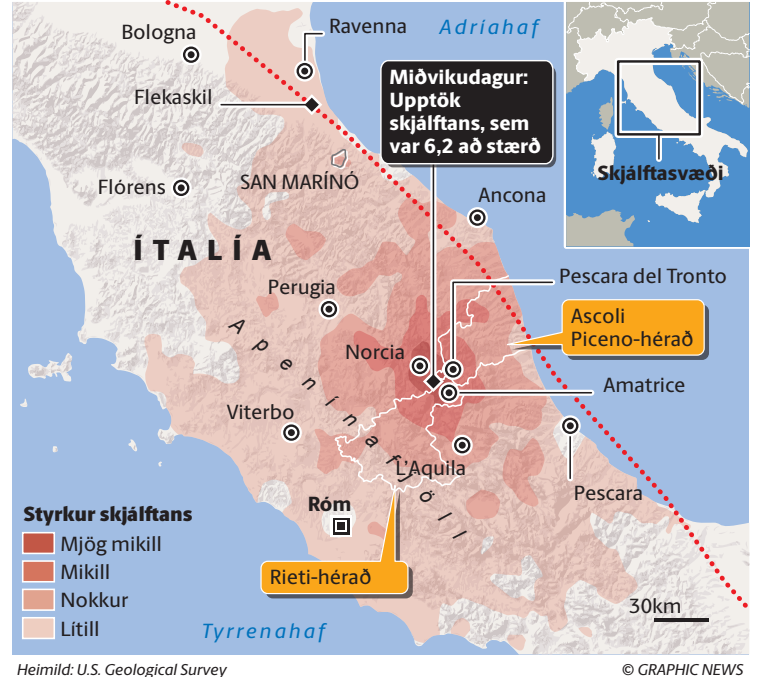 Bologna
Ravenna
Adriahaf
Flekaskil
Miðvikudagur:
Upptök
skjálftans, sem
var 6,2 að stærð
Skjálftasvæði
Flórens
SAN MARÍNÓ
Ancona
ÍTALÍA
Pescara del Tronto
Perugia
Ascoli
Piceno-hérað
Norcia
Apenínafjöll
Amatrice
Viterbo
L'Aquila
Pescara
Róm
Styrkur skjálftans
Mjög mikill
Mikill
Nokkur
Lítill
Rieti-hérað
30km
Tyrrenahaf
Heimild: U.S. Geological Survey
© GRAPHIC NEWS